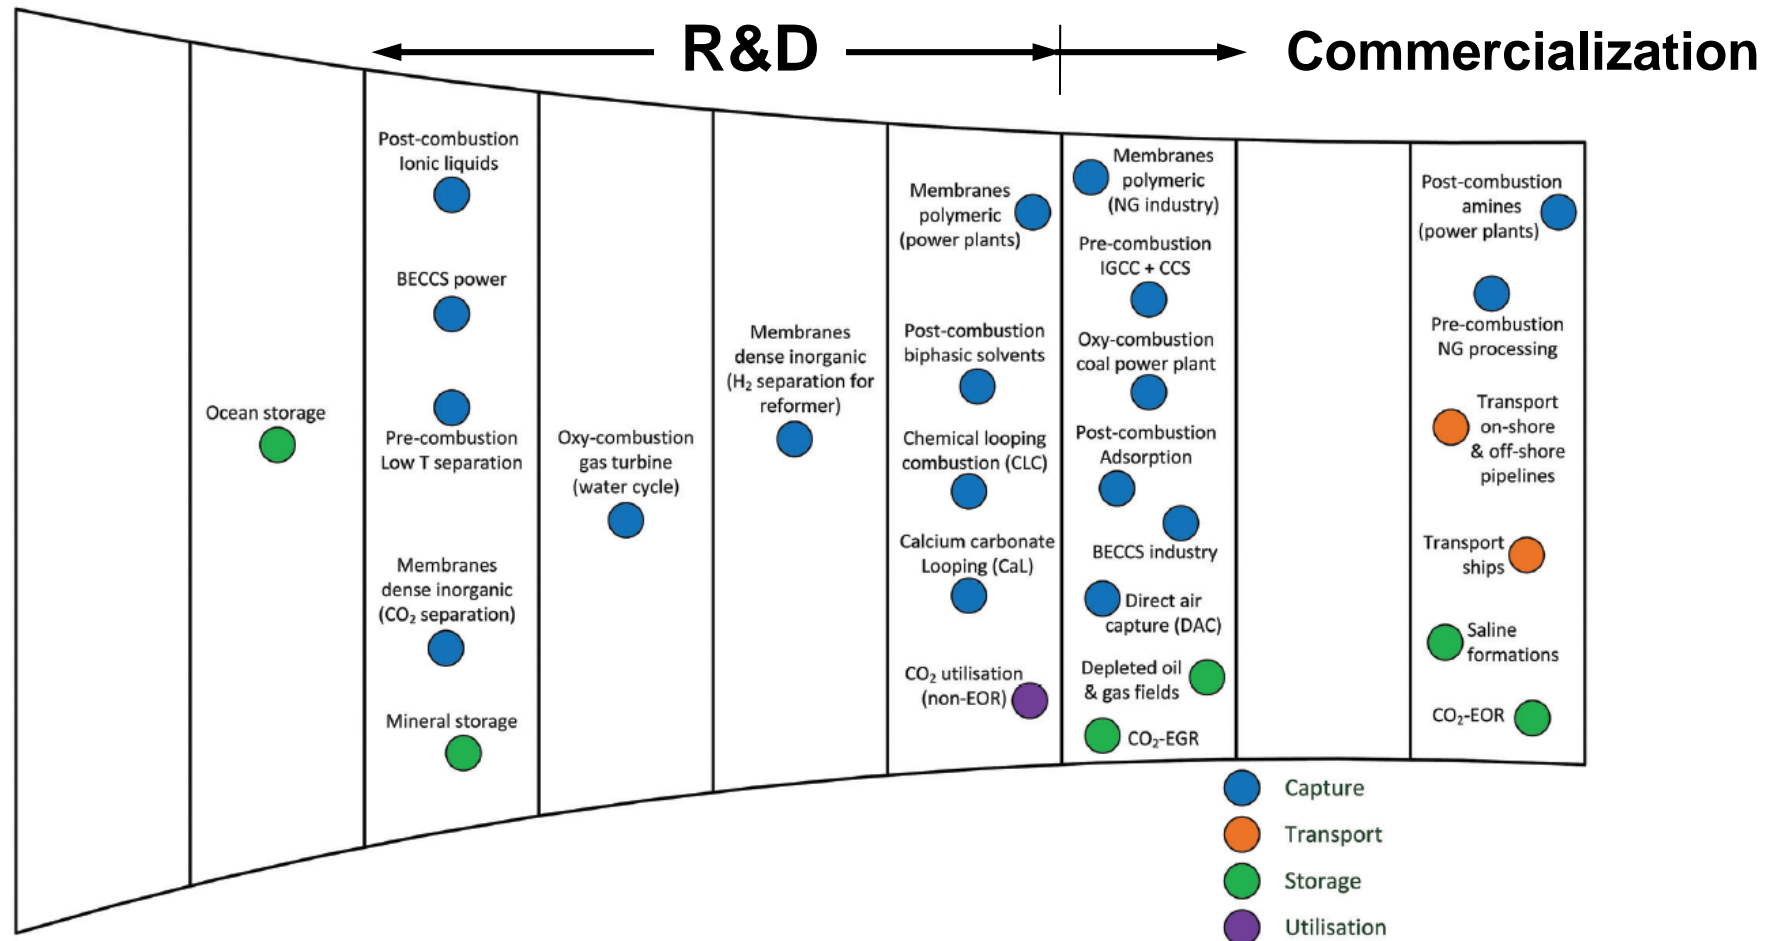 R&D
Commercialization
Ocean storage
Post-combustion
Ionic liquids
BECCS power
Pre-combustion
Low T separation
Membranes
dense inorganic
(CO₂ separation)
Mineral storage
Oxy-combustion
gas turbine
(water cycle)
Membranes
dense inorganic
(H₂ separation for
reformer)
Membranes
polymeric
(power plants)
Post-combustion
biphasic solvents
Chemical looping
combustion (CLC)
Calcium carbonate
Looping (CaL)
CO₂ utilisation
(non-EOR)
Membranes
polymeric
(NG industry)
Pre-combustion
IGCC + CCS
Oxy-combustion
coal power plant
Post-combustion
Adsorption
BECCS industry
Direct air
capture (DAC)
Depleted oil
& gas fields
CO₂-EGR
Post-combustion
amines
(power plants)
Pre-combustion
NG processing
Transport
on-shore
& off-shore
pipelines
Transport
ships
Saline
formations
CO₂-EOR
Capture
Transport
Storage
Utilisation